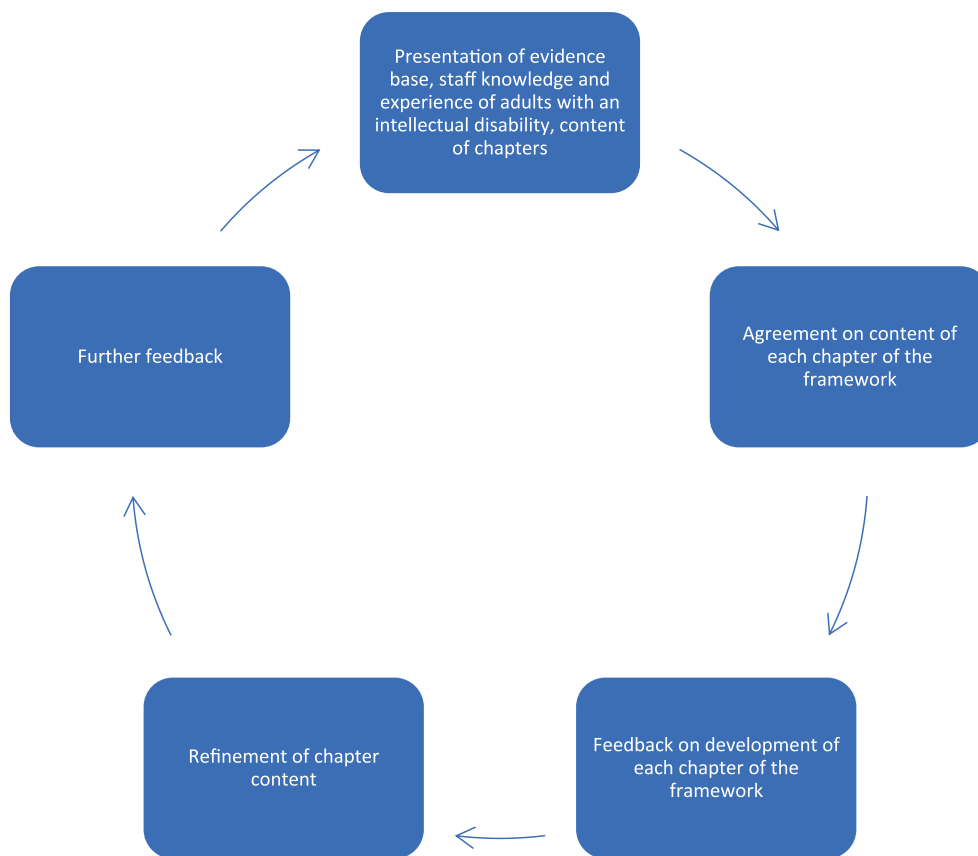 Presentation of evidence
base, staff knowledge and
experience of adults with an
intellectual disability, content
of chapters
Agreement on content of
each chapter of the
framework
Feedback on development of
each chapter of the
framework
Refinement of chapter
content
Further feedback